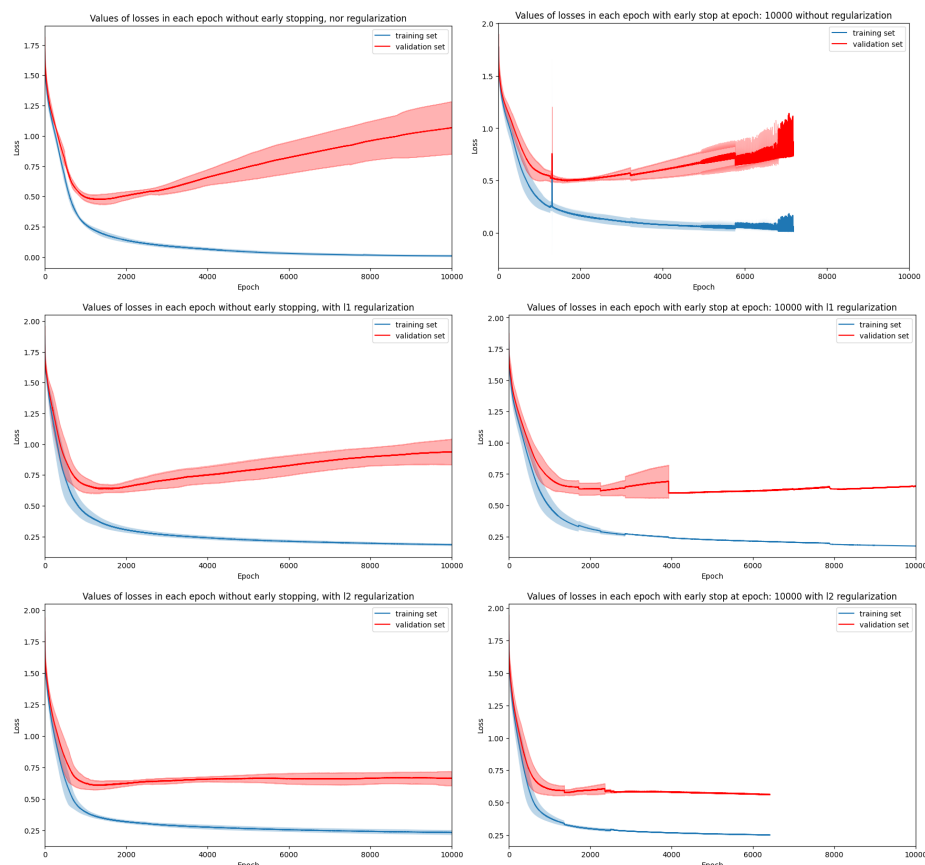 Values of losses in each epoch without early stopping, nor regularization
training set
validation set
1.75
1.50
1.25
1.00
0.75
0.50
0.25
0.00
Loss
0
2000
4000
6000
8000
10000
Epoch
Values of losses in each epoch with early stop at epoch: 10000 without regularization
training set
validation set
2.0
1.5
1.0
0.5
0.0
Loss
0
2000
4000
6000
8000
10000
Epoch
Values of losses in each epoch without early stopping, with l1 regularization
training set
validation set
2.00
1.75
1.50
1.25
1.00
0.75
0.50
0.25
Loss
0
2000
4000
6000
8000
10000
Epoch
Values of losses in each epoch with early stop at epoch: 10000 with l1 regularization
training set
validation set
2.00
1.75
1.50
1.25
1.00
0.75
0.50
0.25
Loss
0
2000
4000
6000
8000
10000
Epoch
Values of losses in each epoch without early stopping, with l2 regularization
training set
validation set
2.00
1.75
1.50
1.25
1.00
0.75
0.50
0.25
Loss
0
2000
4000
6000
8000
10000
Epoch
Values of losses in each epoch with early stop at epoch: 10000 with l2 regularization
training set
validation set
2.00
1.75
1.50
1.25
1.00
0.75
0.50
0.25
Loss
0
2000
4000
6000
8000
10000
Epoch